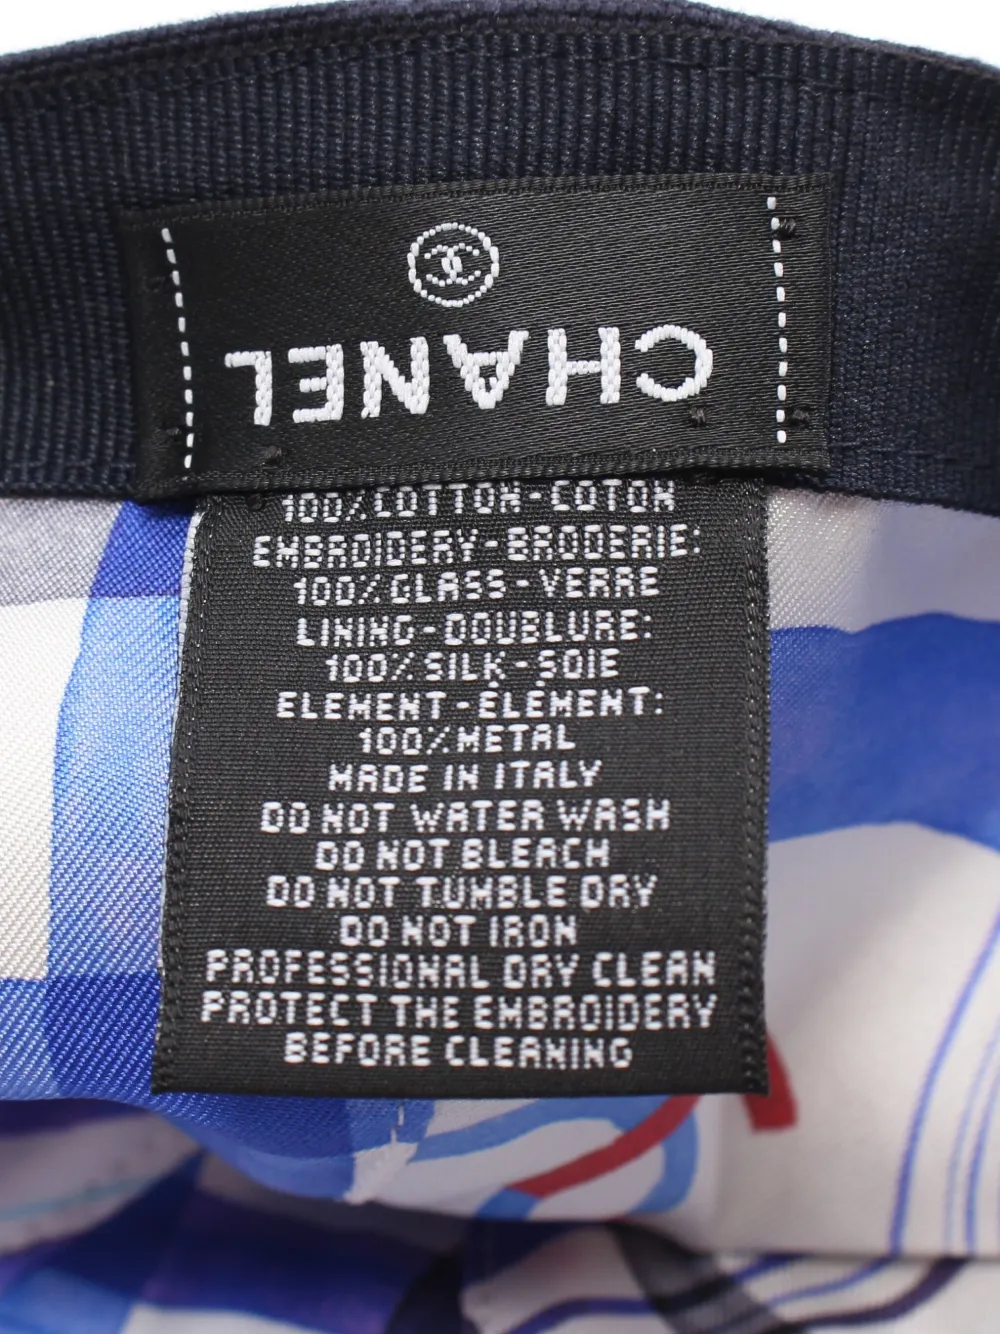 CHANEL
100% COTTON - COTON
EMBROIDERY - BRODERIE:
100% GLASS - VERRE
LINING - DOUBLURE:
100% SILK - SOIE
ELEMENT - ÉLÉMENT:
100% METAL
MADE IN ITALY
DO NOT WATER WASH
DO NOT BLEACH
DO NOT TUMBLE DRY
DO NOT IRON
PROFESSIONAL DRY CLEAN
PROTECT THE EMBROIDERY
BEFORE CLEANING